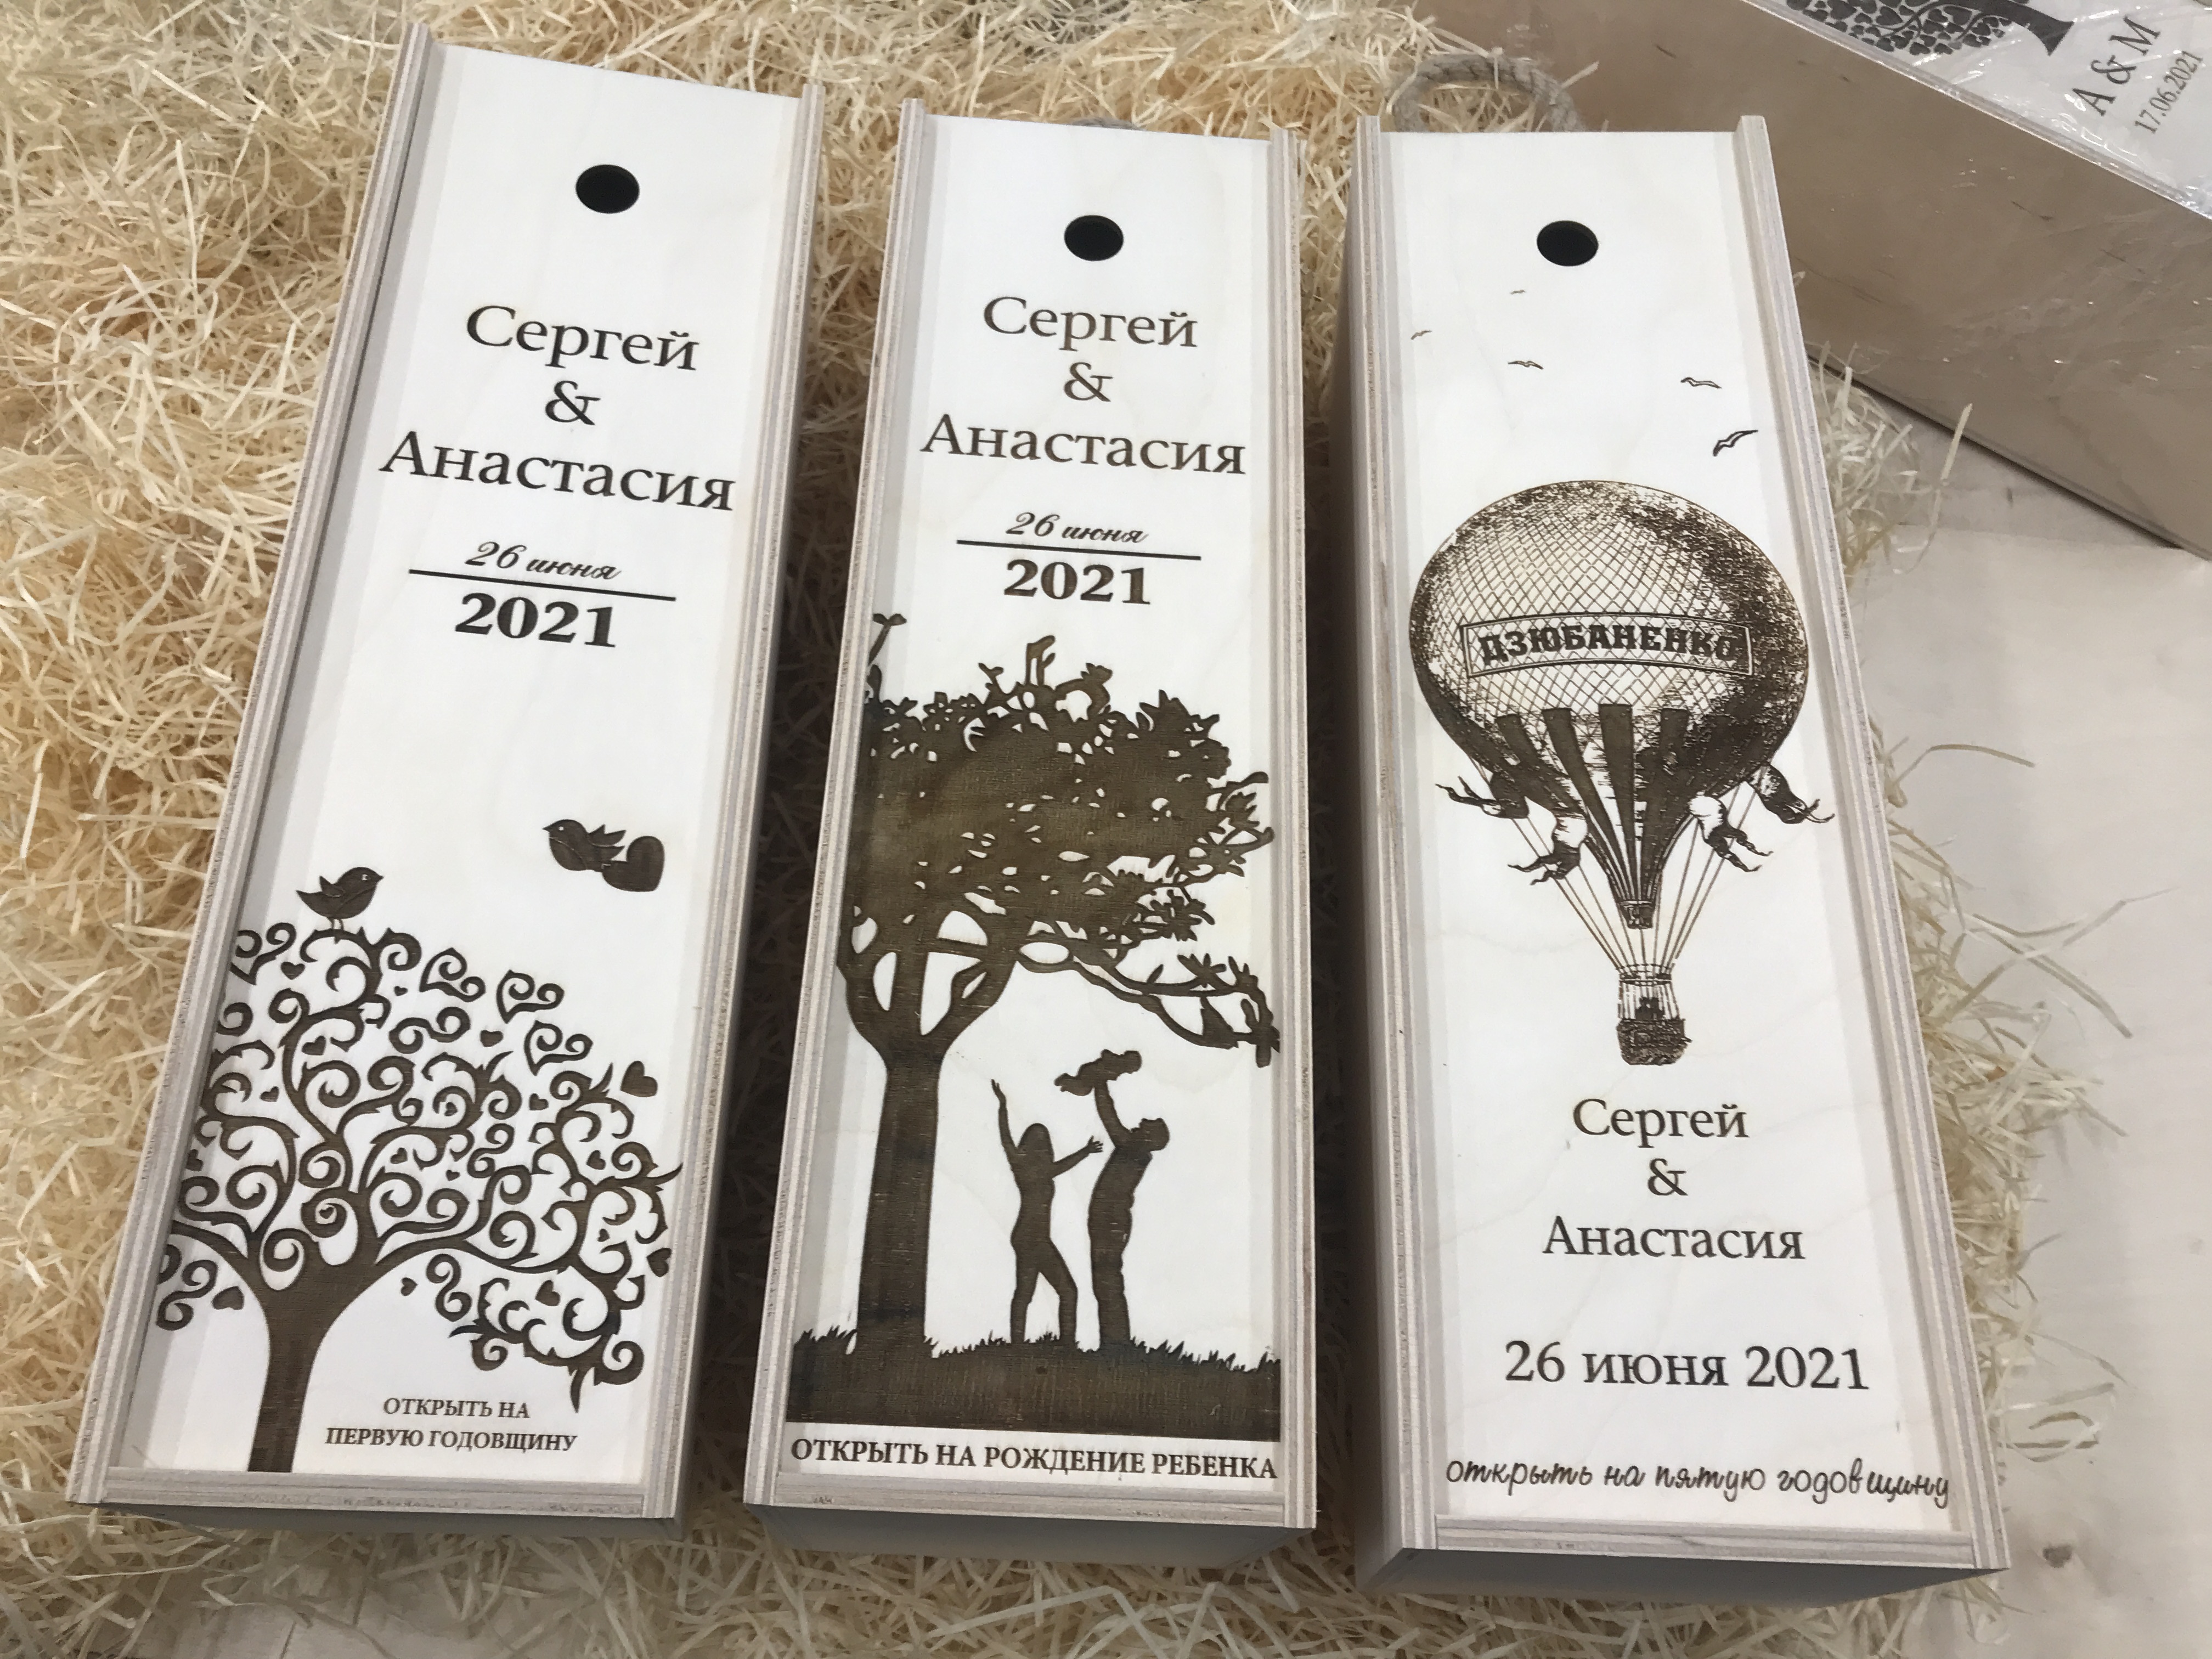 Сергей
&
Анастасия
26 июня
2021
ОТКРЫТЬ НА
ПЕРВУЮ ГОДОВЩИНУ
Сергей
&
Анастасия
26 июня
2021
ОТКРЫТЬ НА РОЖДЕНИЕ РЕБЕНКА
ДЗЮБАНЕНКО
Сергей
&
Анастасия
26 июня 2021
открыть на пятую годовщину
A & M
17.06.2021